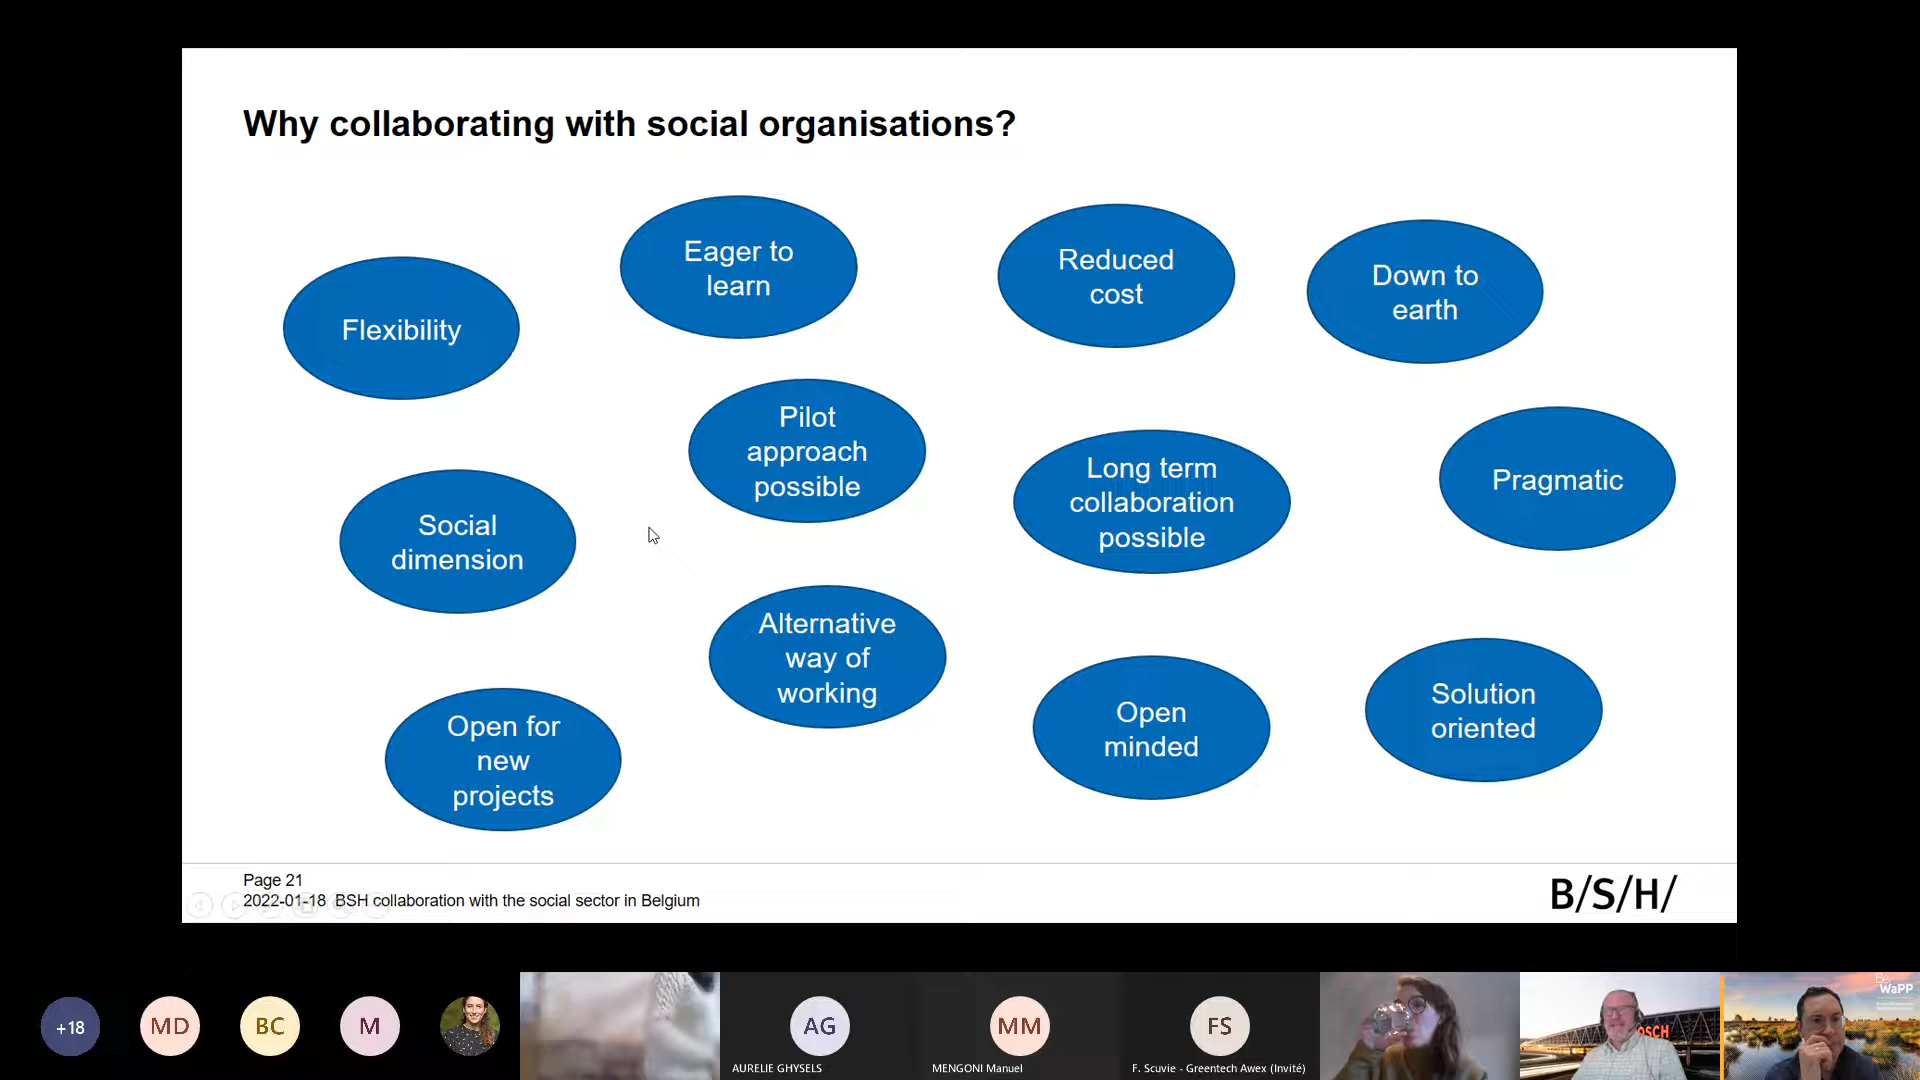 Why collaborating with social organisations?
Eager to
learn
Reduced
cost
Down to
earth
Flexibility
Pilot
approach
possible
Long term
collaboration
possible
Pragmatic
Social
dimension
Alternative
way of
working
Open for
new
projects
Open
minded
Solution
oriented
Page 21
2022-01-18 BSH collaboration with the social sector in Belgium
B/S/H/
+18
MD
BC
M
AG
AURELIE GHYSELS
MM
MENGONI Manuel
FS
F. Scuvie - Greentech Awex (Invité)
OSCH
WaPP